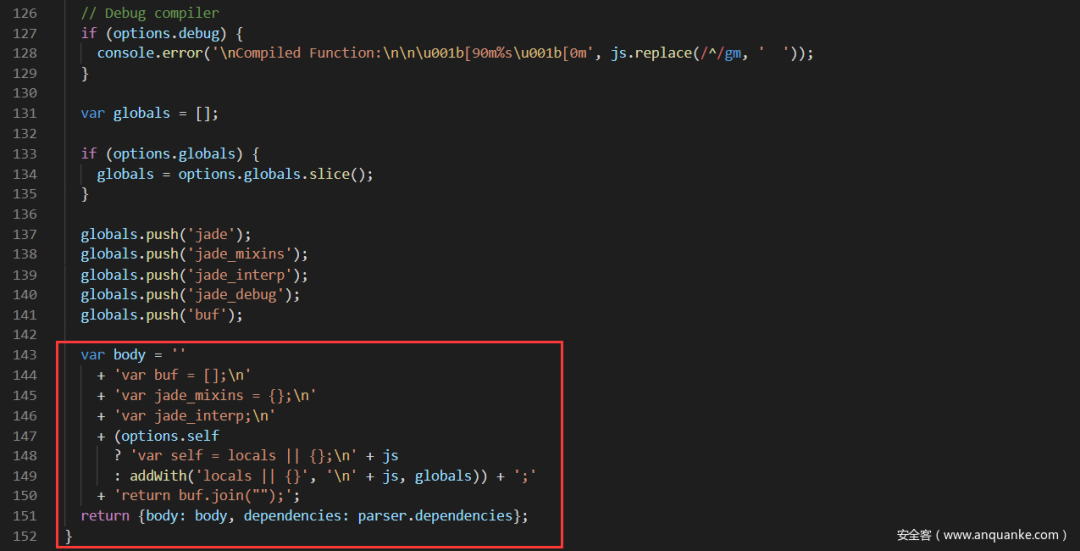 126 // Debug compiler
127 if (options.debug) {
128 console.error('\nCompiled Function:\n\n\u001b[90m%s\u001b[0m', js.replace(/^/gm, '  '));
129 }
130
131 var globals = [];
132
133 if (options.globals) {
134 globals = options.globals.slice();
135 }
136
137 globals.push('jade');
138 globals.push('jade_mixins');
139 globals.push('jade_interp');
140 globals.push('jade_debug');
141 globals.push('buf');
142
143 var body = ''
144 + 'var buf = [];\n'
145 + 'var jade_mixins = {};\n'
146 + 'var jade_interp;\n'
147 + (options.self
148 ? 'var self = locals || {};\n' + js
149 : addWith('locals || {}', '\n' + js, globals)) + ';'
150 + 'return buf.join("");';
151 return {body: body, dependencies: parser.dependencies};
152 }
安全客 ( www.anquanke.com )